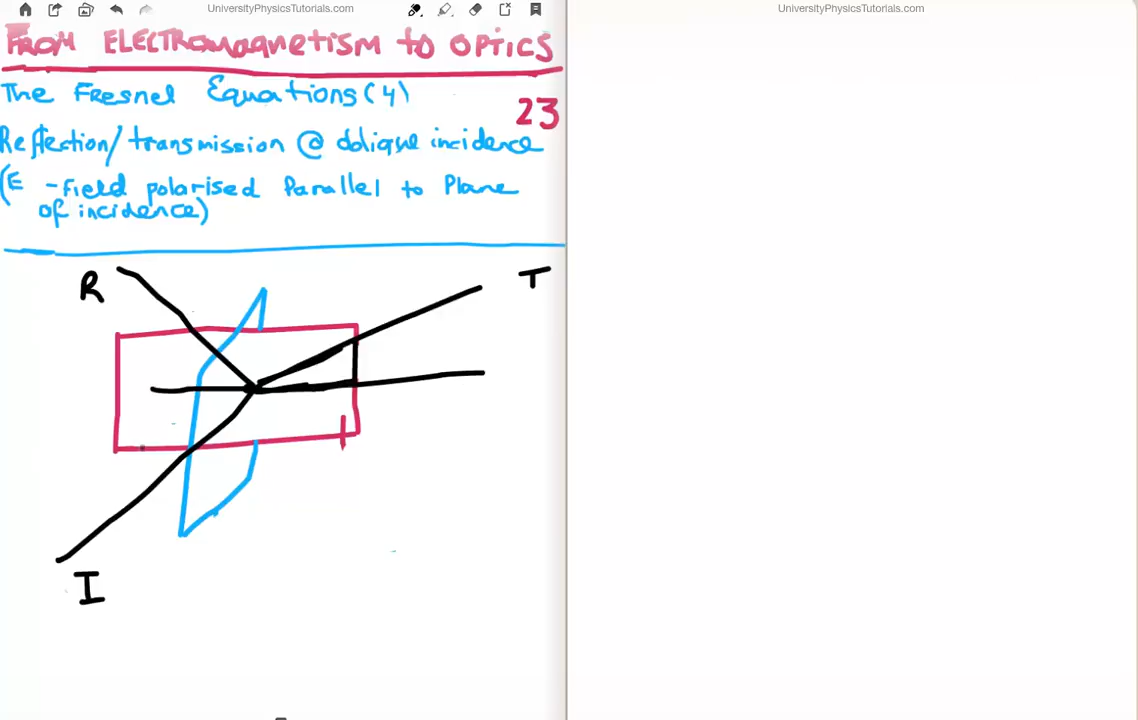 UniversityPhysicsTutorials.com
UniversityPhysicsTutorials.com
FROM ELECTROmagnetism to OPTICS
The Fresnel Equations (4)
23
Reflection/transmission @ oblique incidence
(E -field polarised Parallel to Plane
of incidence)
R
T
I